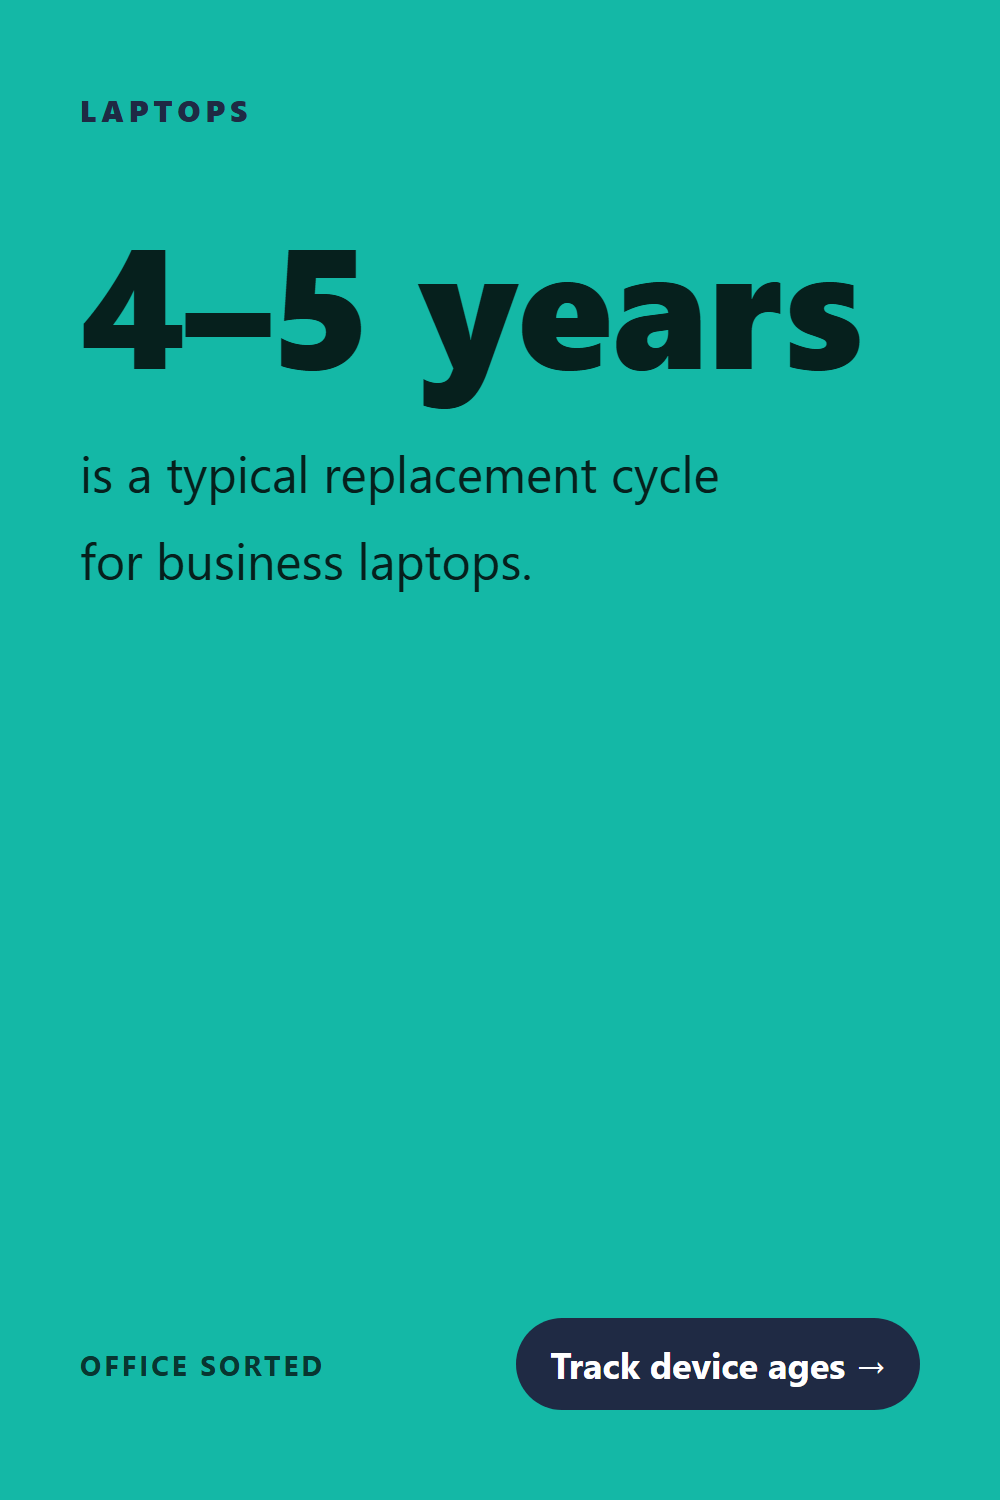 LAPTOPS
4–5 years
is a typical replacement cycle
for business laptops.
OFFICE SORTED
Track device ages →